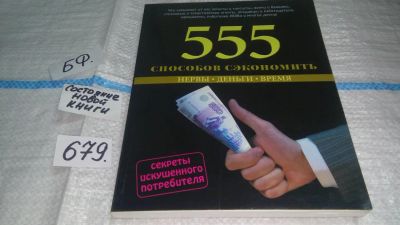 БФ.
состояние
новой
книги
679.
555
СПОСОБОВ СЭКОНОМИТЬ
НЕРВЫ • ДЕНЬГИ • ВРЕМЯ
СЕКРЕТЫ
ИСКУШЕННОГО
ПОТРЕБИТЕЛЯ